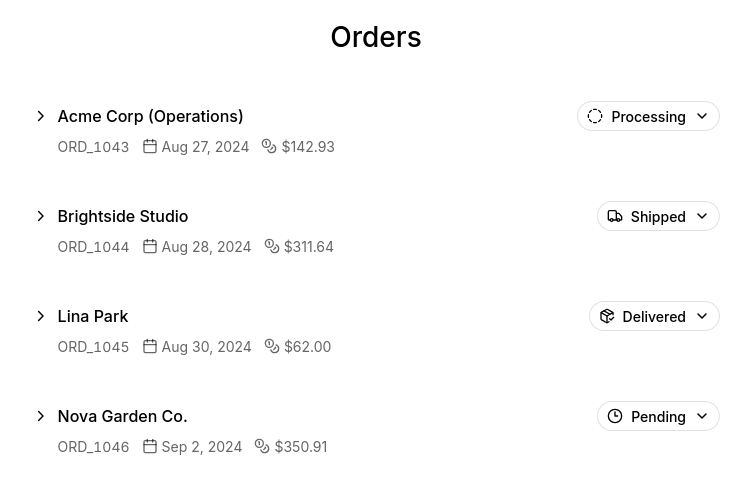 Orders
Acme Corp (Operations)
Processing
ORD_1043 Aug 27, 2024 $142.93
Brightside Studio
Shipped
ORD_1044 Aug 28, 2024 $311.64
Lina Park
Delivered
ORD_1045 Aug 30, 2024 $62.00
Nova Garden Co.
Pending
ORD_1046 Sep 2, 2024 $350.91